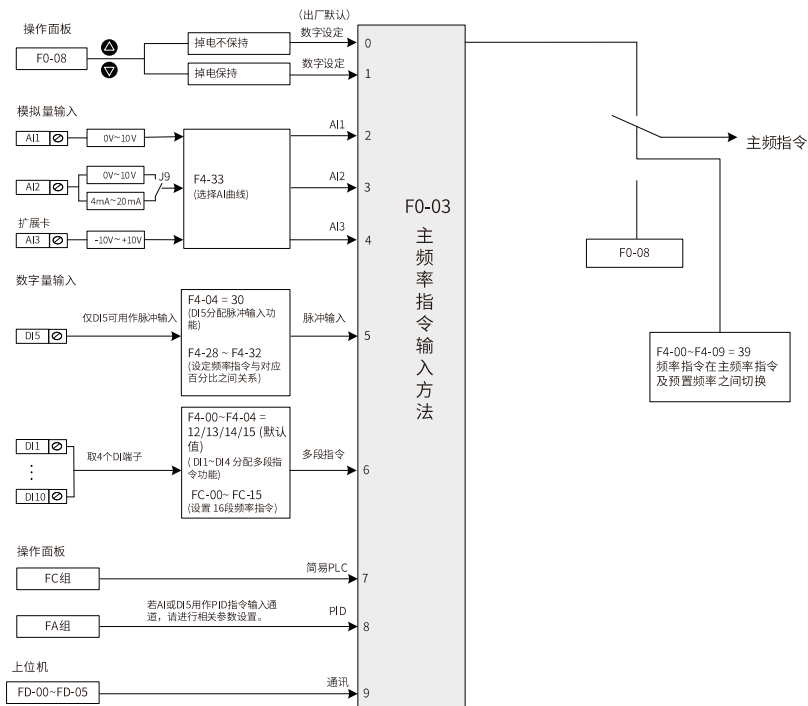 (出厂默认)
操作面板
F0-08
掉电不保持
数字设定
0
掉电保持
数字设定
1
模拟量输入
AI1
0V~10V
AI1
2
AI2
0V~10V
4mA~20mA
J9
F4-33
(选择AI曲线)
AI2
3
扩展卡
AI3
-10V~+10V
AI3
4
数字量输入
DI5
仅DI5可用作脉冲输入
F4-04 = 30
(DI5分配脉冲输入功
能)
F4-28 ~ F4-32
(设定频率指令与对应
百分比之间关系)
脉冲输入
5
DI1
DI10
取4个DI端子
F4-00~F4-04 =
12/13/14/15 (默认
值)
( DI1~DI4 分配多段指
令功能)
FC-00~ FC-15
(设置 16段频率指令)
多段指令
6
操作面板
FC组
简易PLC
7
FA组
若AI或DI5用作PID指令输入通
道，请进行相关参数设置。
PID
8
上位机
FD-00~FD-05
通讯
9
F0-03
主频率指令输入方法
主频指令
F0-08
F4-00~F4-09 = 39
频率指令在主频率指令
及预置频率之间切换